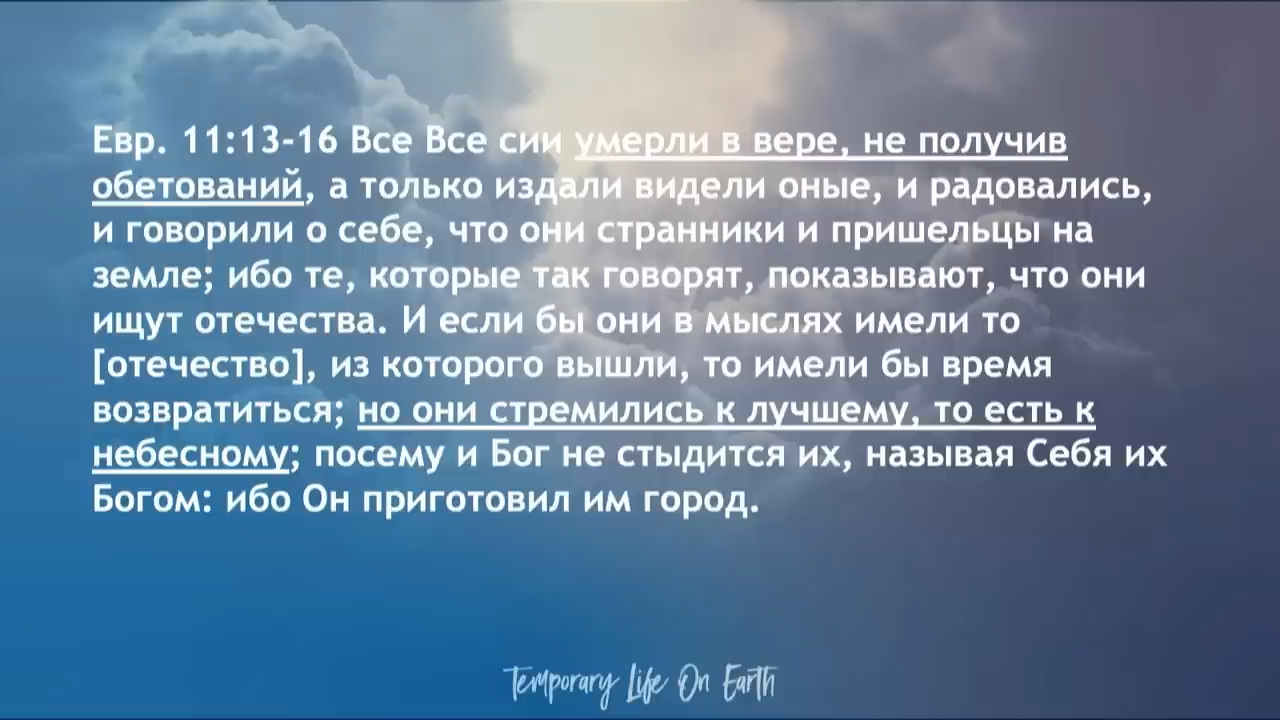 Евр. 11:13-16 Все Все сии умерли в вере, не получив
обетований, а только издали видели оные, и радовались,
и говорили о себе, что они странники и пришельцы на
земле; ибо те, которые так говорят, показывают, что они
ищут отечества. И если бы они в мыслях имели то
[отечество], из которого вышли, то имели бы время
возвратиться; но они стремились к лучшему, то есть к
небесному; посему и Бог не стыдится их, называя Себя их
Богом: ибо Он приготовил им город.
Temporary Life On Earth